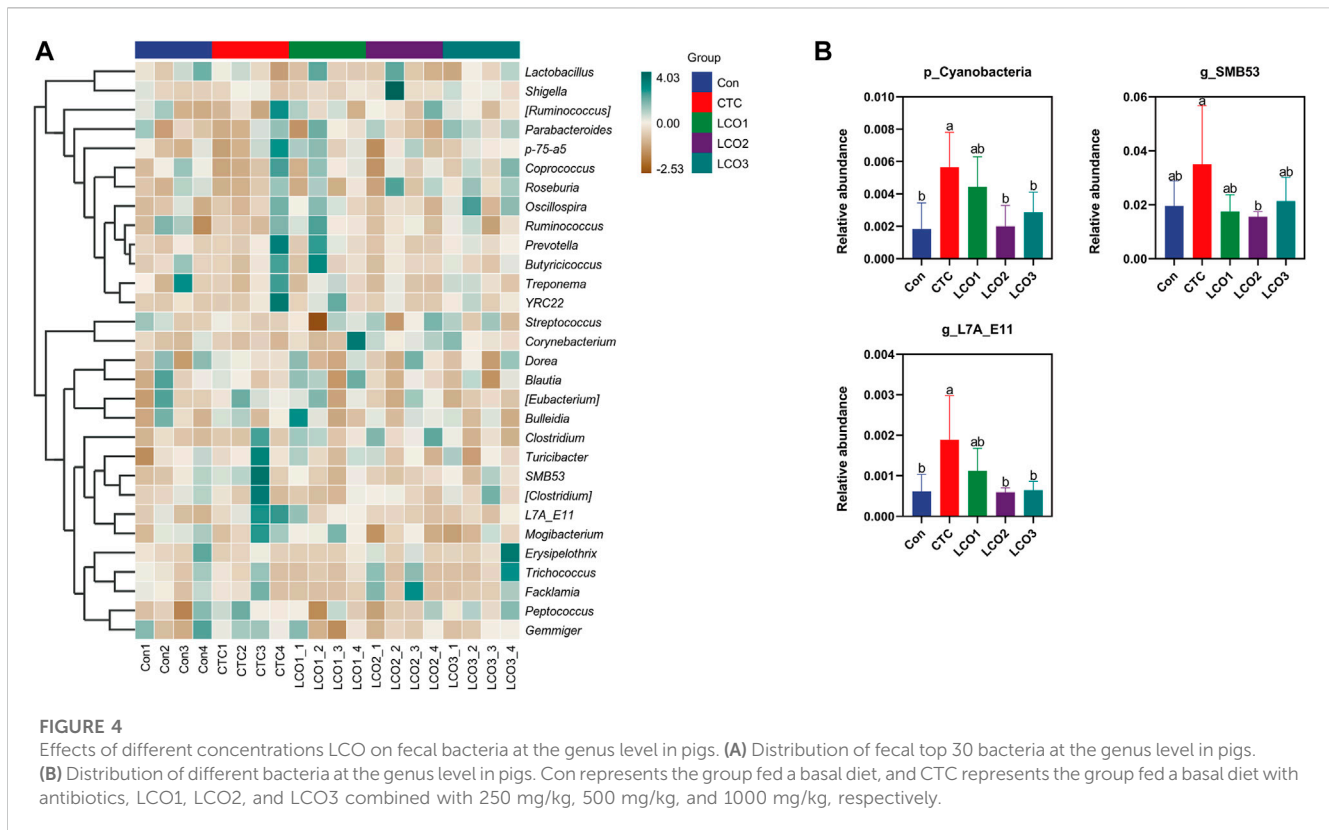 A
Group
4.03
0.00
-2.53
Con
CTC
LCO1
LCO2
LCO3
Lactobacillus
Shigella
[Ruminococcus]
Parabacteroides
p-75-a5
Coprococcus
Roseburia
Oscillospira
Ruminococcus
Prevotella
Butyricicoccus
Treponema
YRC22
Streptococcus
Corynebacterium
Dorea
Blautia
[Eubacterium]
Bulleidia
Clostridium
Turicibacter
SMB53
[Clostridium]
L7A_E11
Mogibacterium
Erysipelothrix
Trichococcus
Facklamia
Peptococcus
Gemmiger
Con1
Con2
Con3
Con4
CTC1
CTC2
CTC3
CTC4
LCO1_1
LCO1_2
LCO1_3
LCO1_4
LCO2_1
LCO2_2
LCO2_3
LCO2_4
LCO3_1
LCO3_2
LCO3_3
LCO3_4
B
p_Cyanobacteria
Relative abundance
0.010
0.008
0.006
0.004
0.002
0.000
b
a
ab
b
b
Con
CTC
LCO1
LCO2
LCO3
g_SMB53
Relative abundance
0.06
0.04
0.02
0.00
ab
a
ab
b
ab
Con
CTC
LCO1
LCO2
LCO3
g_L7A_E11
Relative abundance
0.004
0.003
0.002
0.001
0.000
b
a
ab
b
b
Con
CTC
LCO1
LCO2
LCO3
FIGURE 4
Effects of different concentrations LCO on fecal bacteria at the genus level in pigs. (A) Distribution of fecal top 30 bacteria at the genus level in pigs.
(B) Distribution of different bacteria at the genus level in pigs. Con represents the group fed a basal diet, and CTC represents the group fed a basal diet with
antibiotics, LCO1, LCO2, and LCO3 combined with 250 mg/kg, 500 mg/kg, and 1000 mg/kg, respectively.